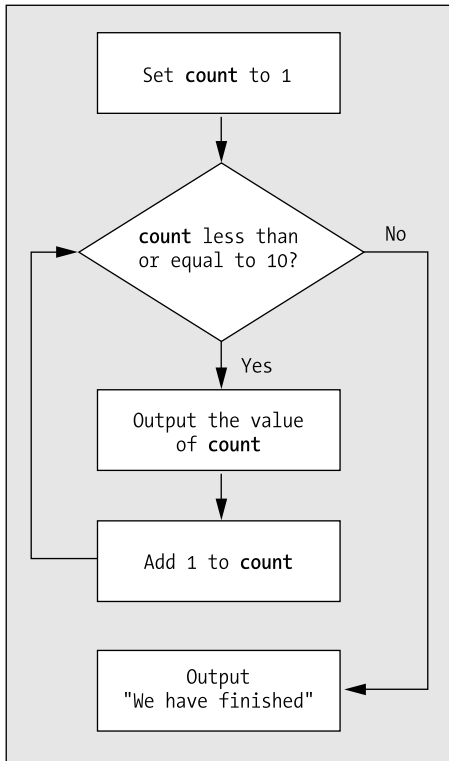 Set count to 1
count less than
or equal to 10?
No
Yes
Output the value
of count
Add 1 to count
Output
"We have finished"